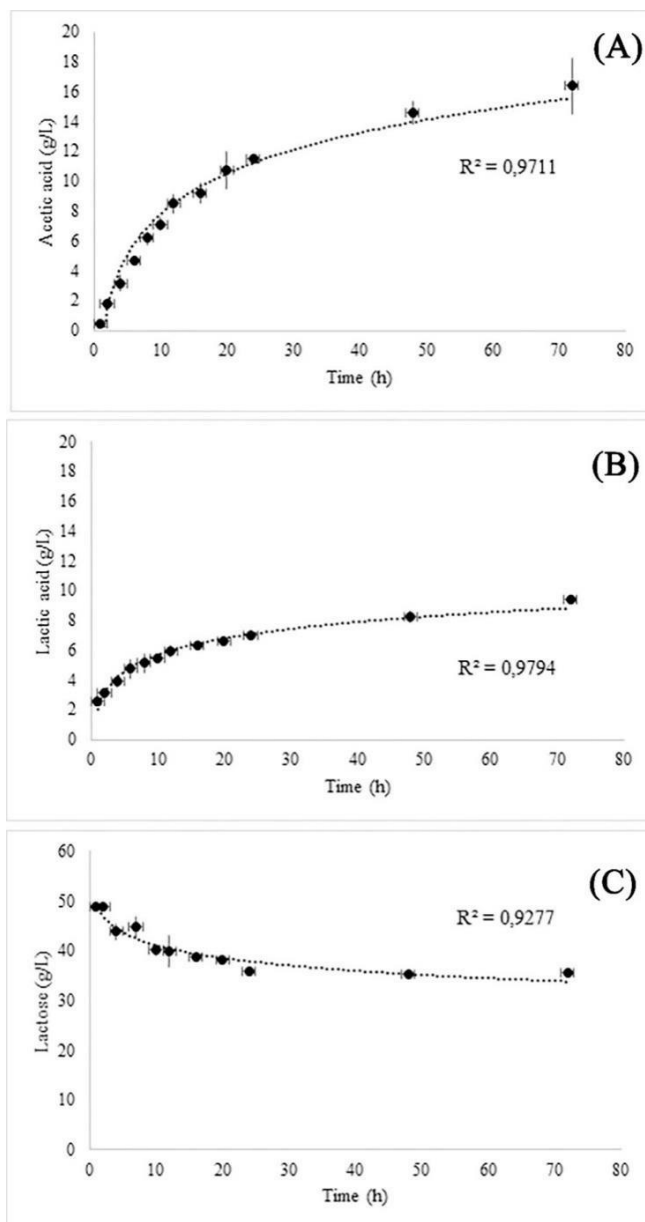 (A)
20
18
16
14
12
10
8
6
4
2
0
Acetic acid (g/L)
R² = 0,9711
0 10 20 30 40 50 60 70 80
Time (h)
(B)
20
18
16
14
12
10
8
6
4
2
0
Lactic acid (g/L)
R² = 0,9794
0 10 20 30 40 50 60 70 80
Time (h)
(C)
60
50
40
30
20
10
0
Lactose (g/L)
R² = 0,9277
0 10 20 30 40 50 60 70 80
Time (h)